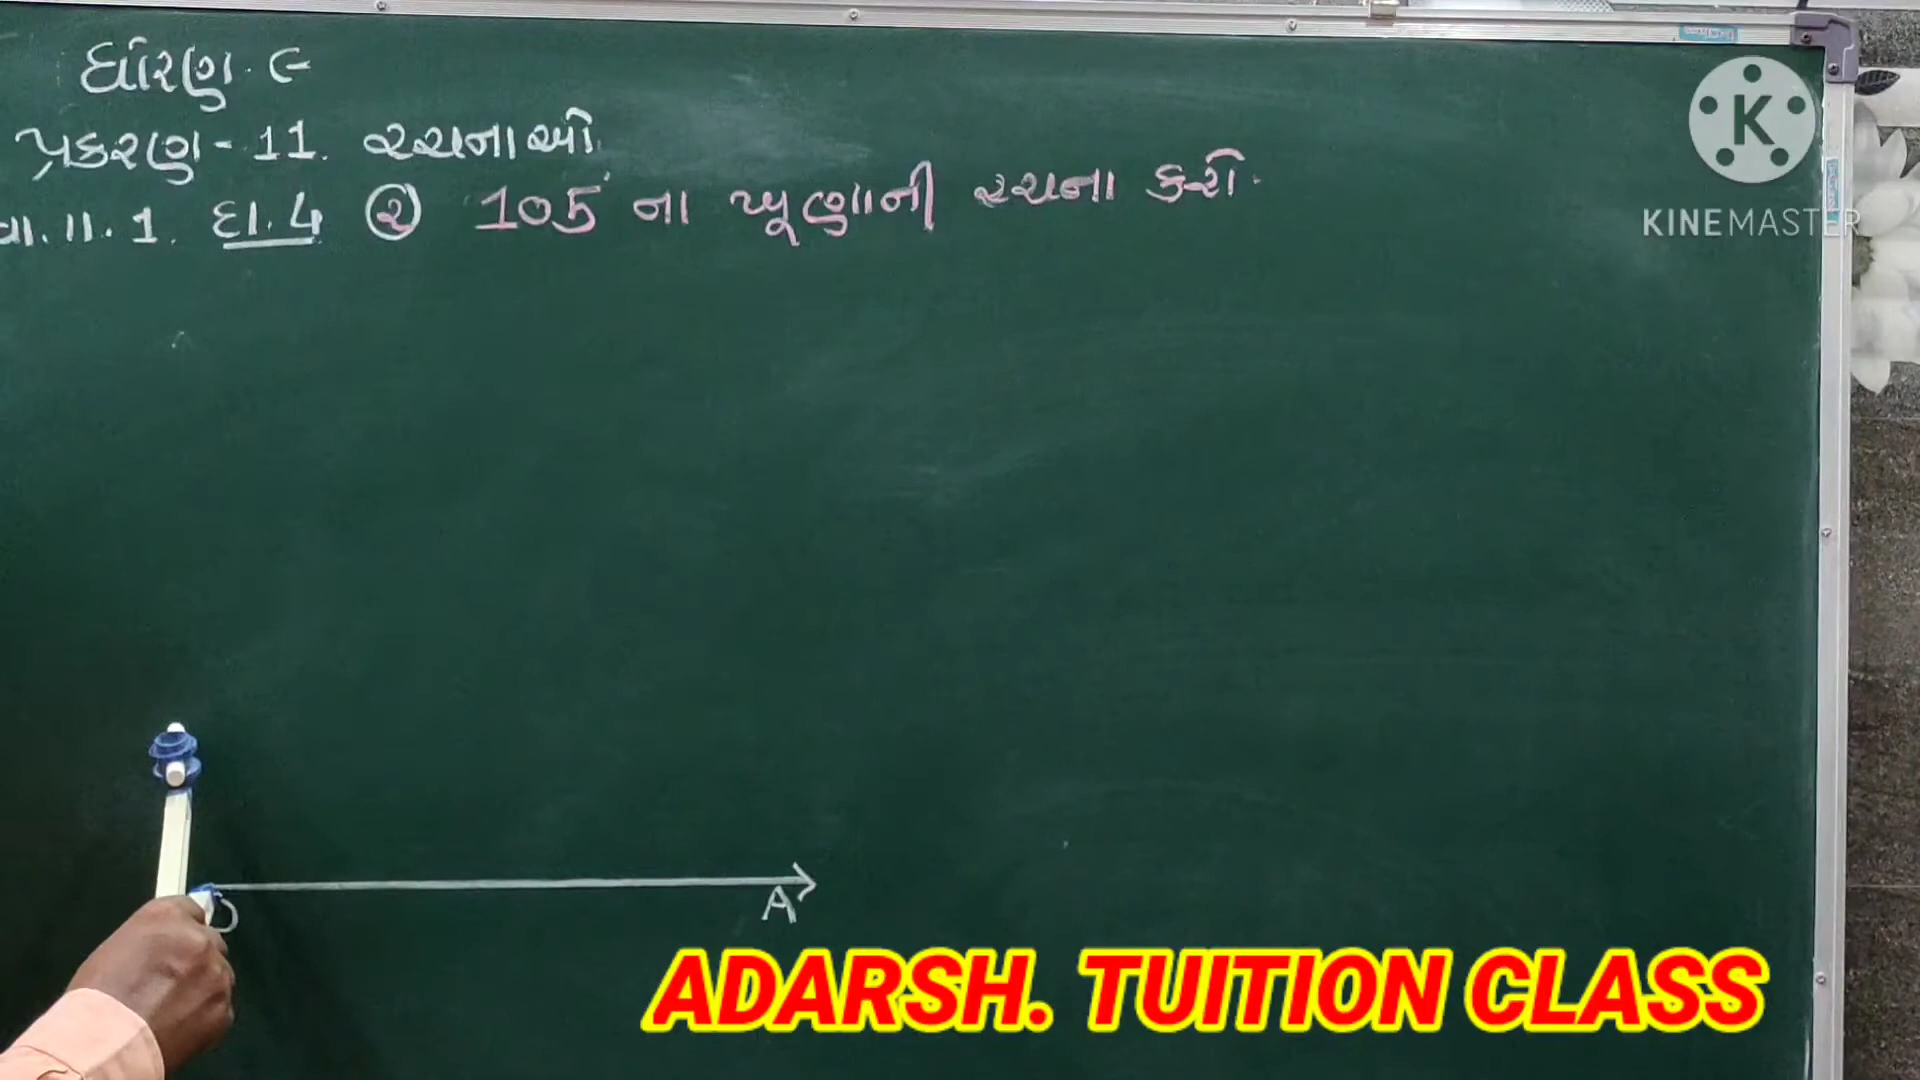 ધોરણ. ૯
પ્રકરણ - 11. રચનાઓ
સ્વા. 11. 1. દા. 4 ૨ 105° ના ખૂણાની રચના કરો.
K
KINEMASTER
O
A
ADARSH. TUITION CLASS